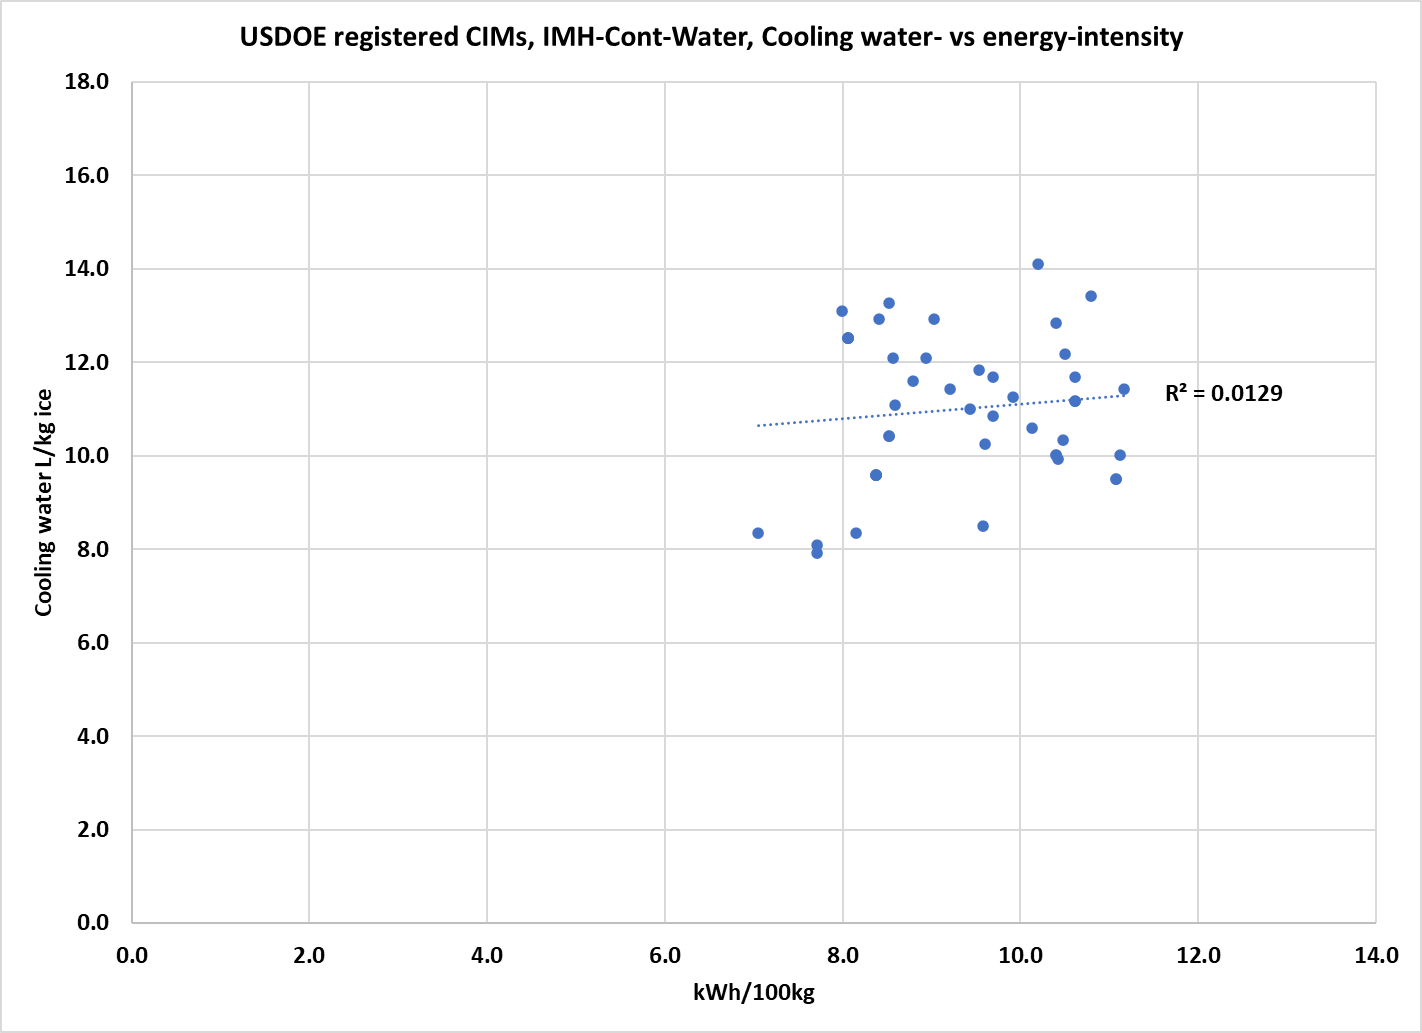 USDOE registered CIMs, IMH-Cont-Water, Cooling water- vs energy-intensity
18.0
16.0
14.0
12.0
10.0
8.0
6.0
4.0
2.0
0.0
Cooling water L/kg ice
R² = 0.0129
0.0 2.0 4.0 6.0 8.0 10.0 12.0 14.0
kWh/100kg